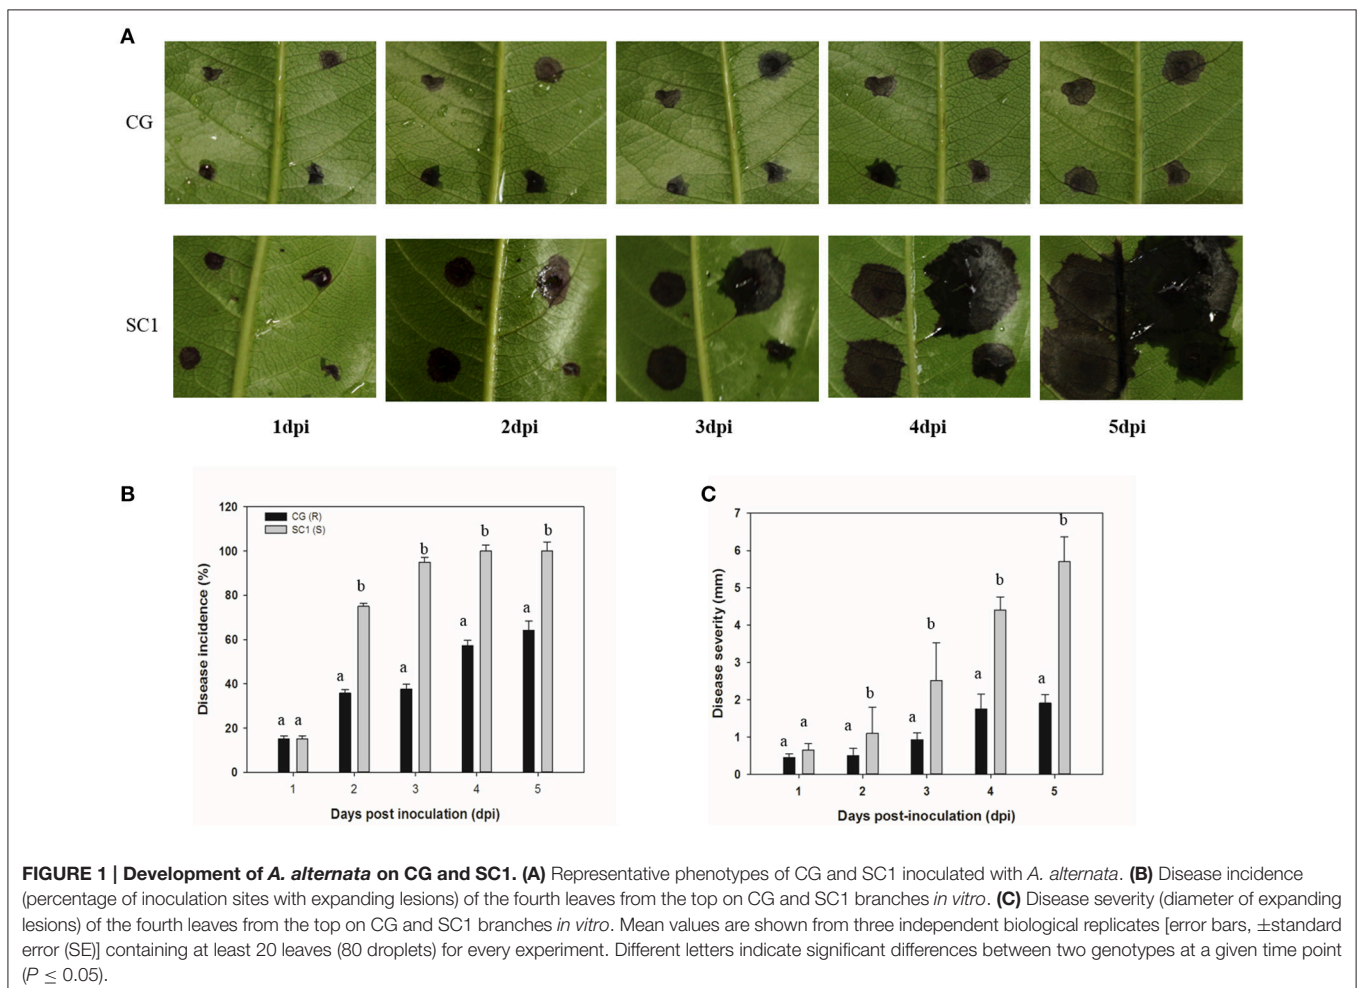 A
CG
SC1
1dpi 2dpi 3dpi 4dpi 5dpi
B
120
100
80
60
40
20
0
Disease incidence (%)
CG (R)
SC1 (S)
a a
a b
a b
a b
a b
1 2 3 4 5
Days post inoculation (dpi)
C
7
6
5
4
3
2
1
0
Disease severity (mm)
a a
a b
a b
a b
a b
1 2 3 4 5
Days post-inoculation (dpi)
FIGURE 1 | Development of A. alternata on CG and SC1. (A) Representative phenotypes of CG and SC1 inoculated with A. alternata. (B) Disease incidence
(percentage of inoculation sites with expanding lesions) of the fourth leaves from the top on CG and SC1 branches in vitro. (C) Disease severity (diameter of expanding
lesions) of the fourth leaves from the top on CG and SC1 branches in vitro. Mean values are shown from three independent biological replicates [error bars, ±standard
error (SE)] containing at least 20 leaves (80 droplets) for every experiment. Different letters indicate significant differences between two genotypes at a given time point
(P ≤ 0.05).